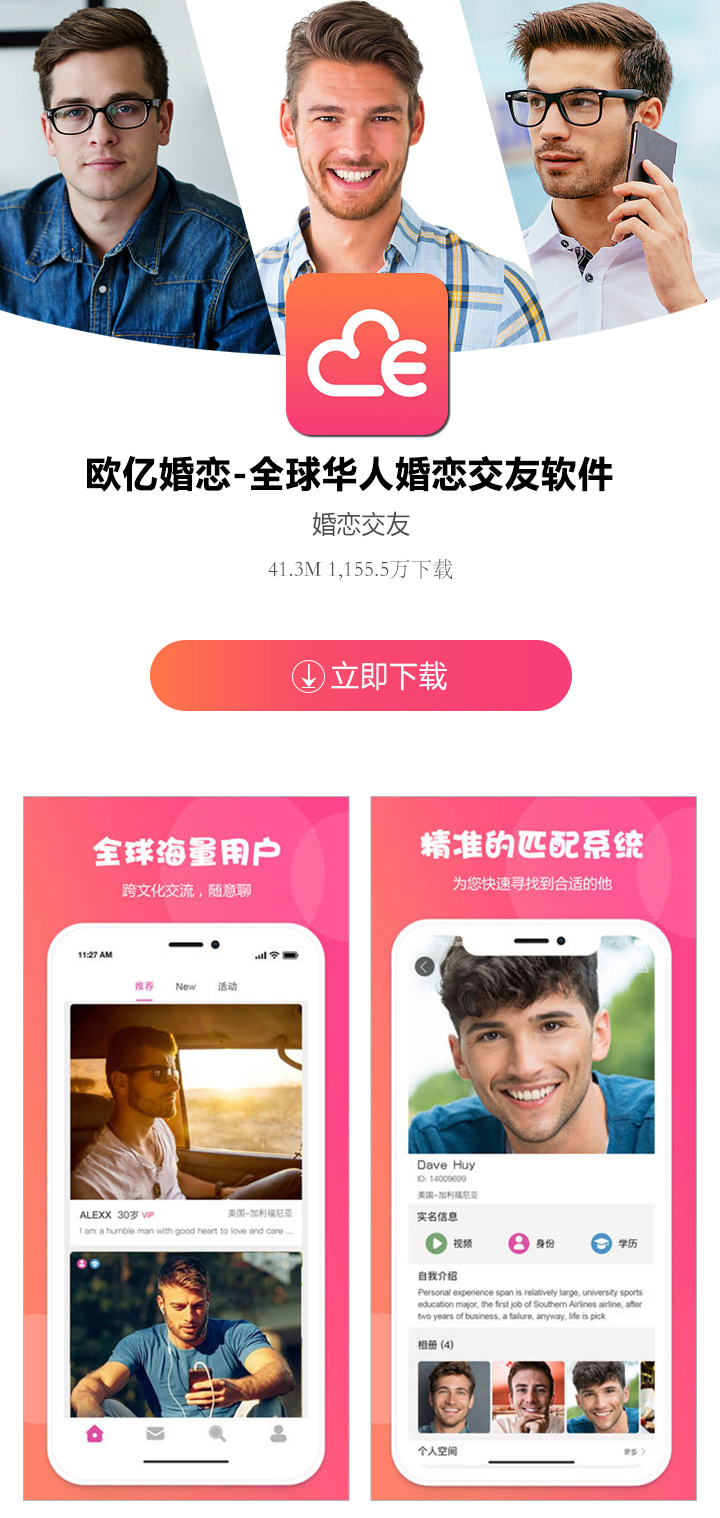 欧亿婚恋-全球华人婚恋交友软件
婚恋交友
41.3M 1,155.5万下载
立即下载
全球海量用户
跨文化交流，随意聊
11:27 AM
推荐 New 活动
ALEXX 30岁 VIP 美国-加利福尼亚
I am a humble man with good heart to love and care ...
精准的匹配系统
为您快速寻找到合适的他
Dave Huy
ID: 14009699
美国-加利福尼亚
实名信息
视频 身份 学历
自我介绍
Personal experience span is relatively large, university sports
education major, the first job of Southern Airlines airline, after
two years of business, a failure, anyway, life is pick
相册 (4)
个人空间 更多